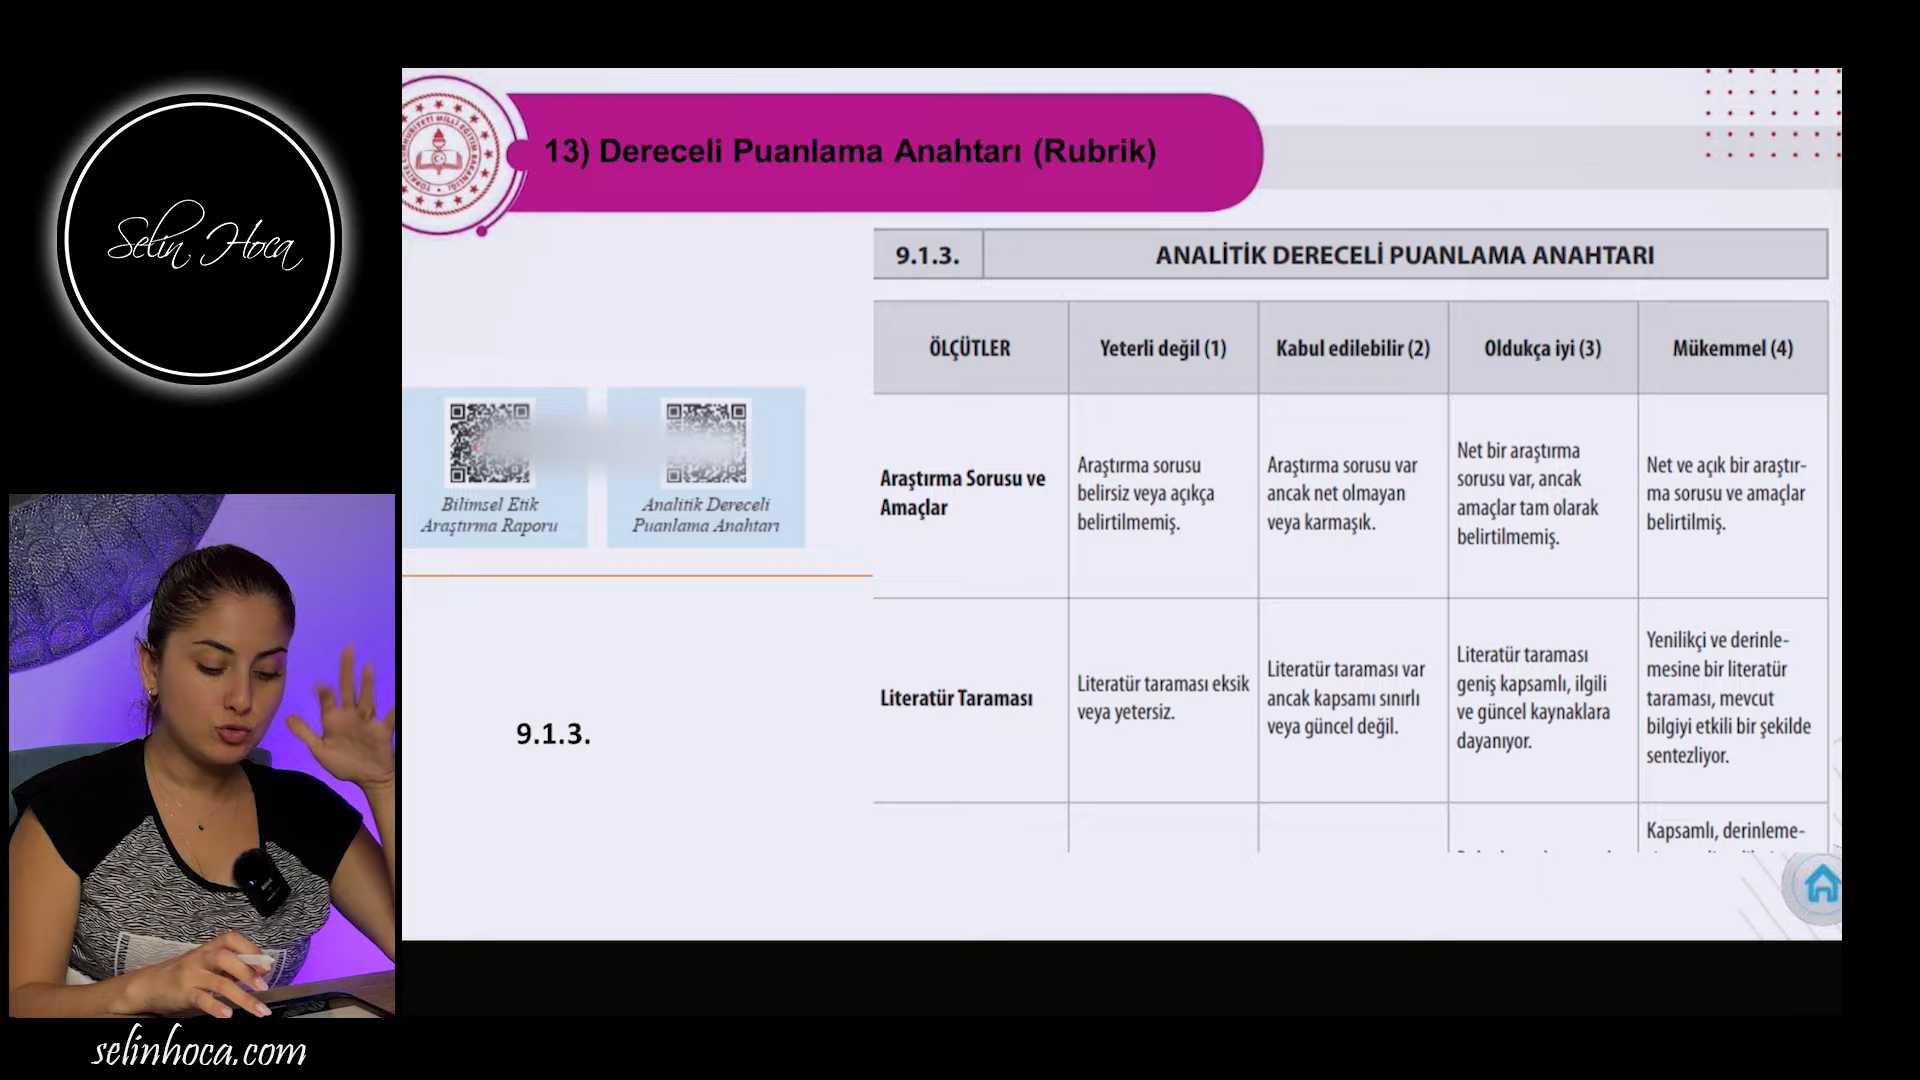 Selin Hoca
13) Dereceli Puanlama Anahtarı (Rubrik)
9.1.3.
ANALİTİK DERECELİ PUANLAMA ANAHTARI
ÖLÇÜTLER
Yeterli değil (1)
Kabul edilebilir (2)
Oldukça iyi (3)
Mükemmel (4)
Araştırma Sorusu ve
Amaçlar
Araştırma sorusu
belirsiz veya açıkça
belirtilmemiş.
Araştırma sorusu var
ancak net olmayan
veya karmaşık.
Net bir araştırma
sorusu var, ancak
amaçlar tam olarak
belirtilmemiş.
Net ve açık bir araştır-
ma sorusu ve amaçlar
belirtilmiş.
Literatür Taraması
Literatür taraması eksik
veya yetersiz.
Literatür taraması var
ancak kapsamı sınırlı
veya güncel değil.
Literatür taraması
geniş kapsamlı, ilgili
ve güncel kaynaklara
dayanıyor.
Yenilikçi ve derinle-
mesine bir literatür
taraması, mevcut
bilgiyi etkili bir şekilde
sentezliyor.
Kapsamlı, derinleme-
Bilimsel Etik
Araştırma Raporu
Analitik Dereceli
Puanlama Anahtarı
9.1.3.
selinhoca.com